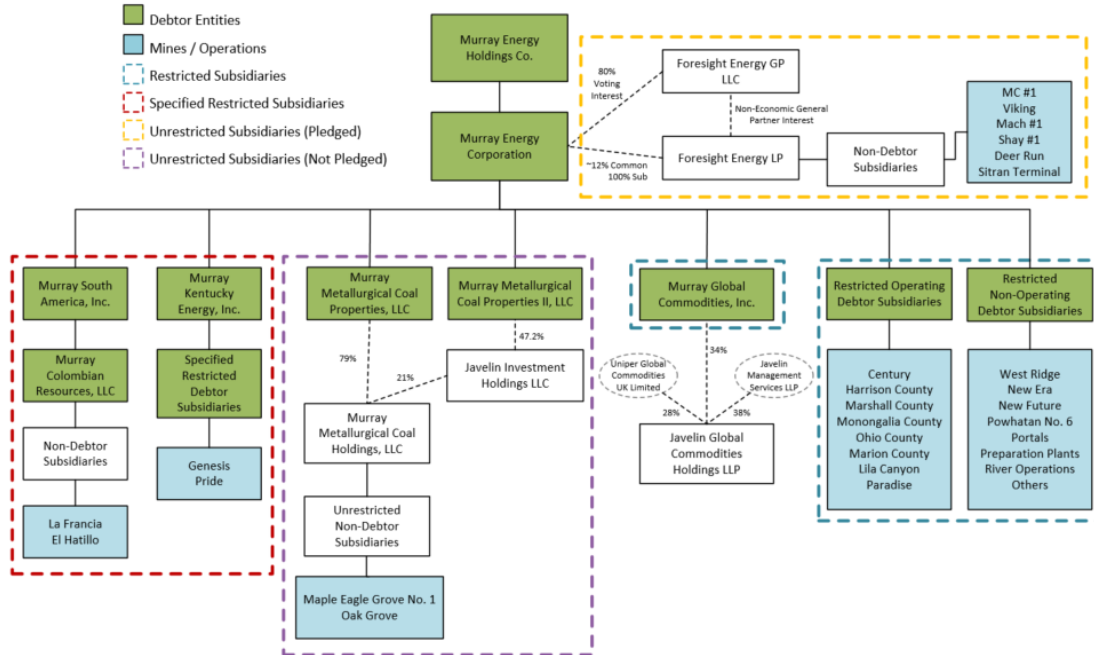 Debtor Entities
Mines / Operations
Restricted Subsidiaries
Specified Restricted Subsidiaries
Unrestricted Subsidiaries (Pledged)
Unrestricted Subsidiaries (Not Pledged)
Murray Energy
Holdings Co.
Murray Energy
Corporation
80%
Voting
Interest
~12% Common
100% Sub
Foresight Energy GP
LLC
Non-Economic General
Partner Interest
Foresight Energy LP
Non-Debtor
Subsidiaries
MC #1
Viking
Mach #1
Shay #1
Deer Run
Sitran Terminal
Murray South
America, Inc.
Murray
Colombian
Resources, LLC
Non-Debtor
Subsidiaries
La Francia
El Hatillo
Murray
Kentucky
Energy, Inc.
Specified
Restricted
Debtor
Subsidiaries
Genesis
Pride
Murray
Metallurgical Coal
Properties, LLC
79%
Murray Metallurgical
Coal Properties II, LLC
47.2%
Javelin Investment
Holdings LLC
21%
Murray
Metallurgical Coal
Holdings, LLC
Unrestricted
Non-Debtor
Subsidiaries
Maple Eagle Grove No. 1
Oak Grove
Murray Global
Commodities, Inc.
34%
Uniper Global
Commodities
UK Limited
28%
Javelin
Management
Services LLP
38%
Javelin Global
Commodities
Holdings LLP
Restricted Operating
Debtor Subsidiaries
Century
Harrison County
Marshall County
Monongalia County
Ohio County
Marion County
Lila Canyon
Paradise
Restricted
Non-Operating
Debtor Subsidiaries
West Ridge
New Era
New Future
Powhatan No. 6
Portals
Preparation Plants
River Operations
Others